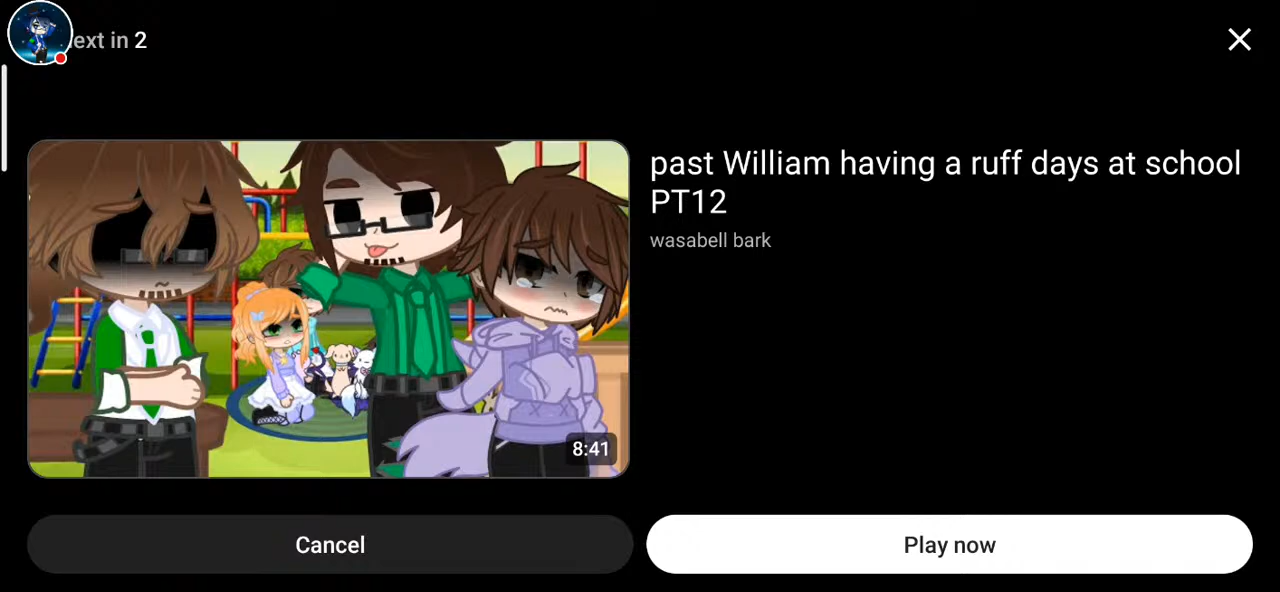 ext in 2
past William having a ruff days at school
PT12
wasabell bark
8:41
Cancel
Play now